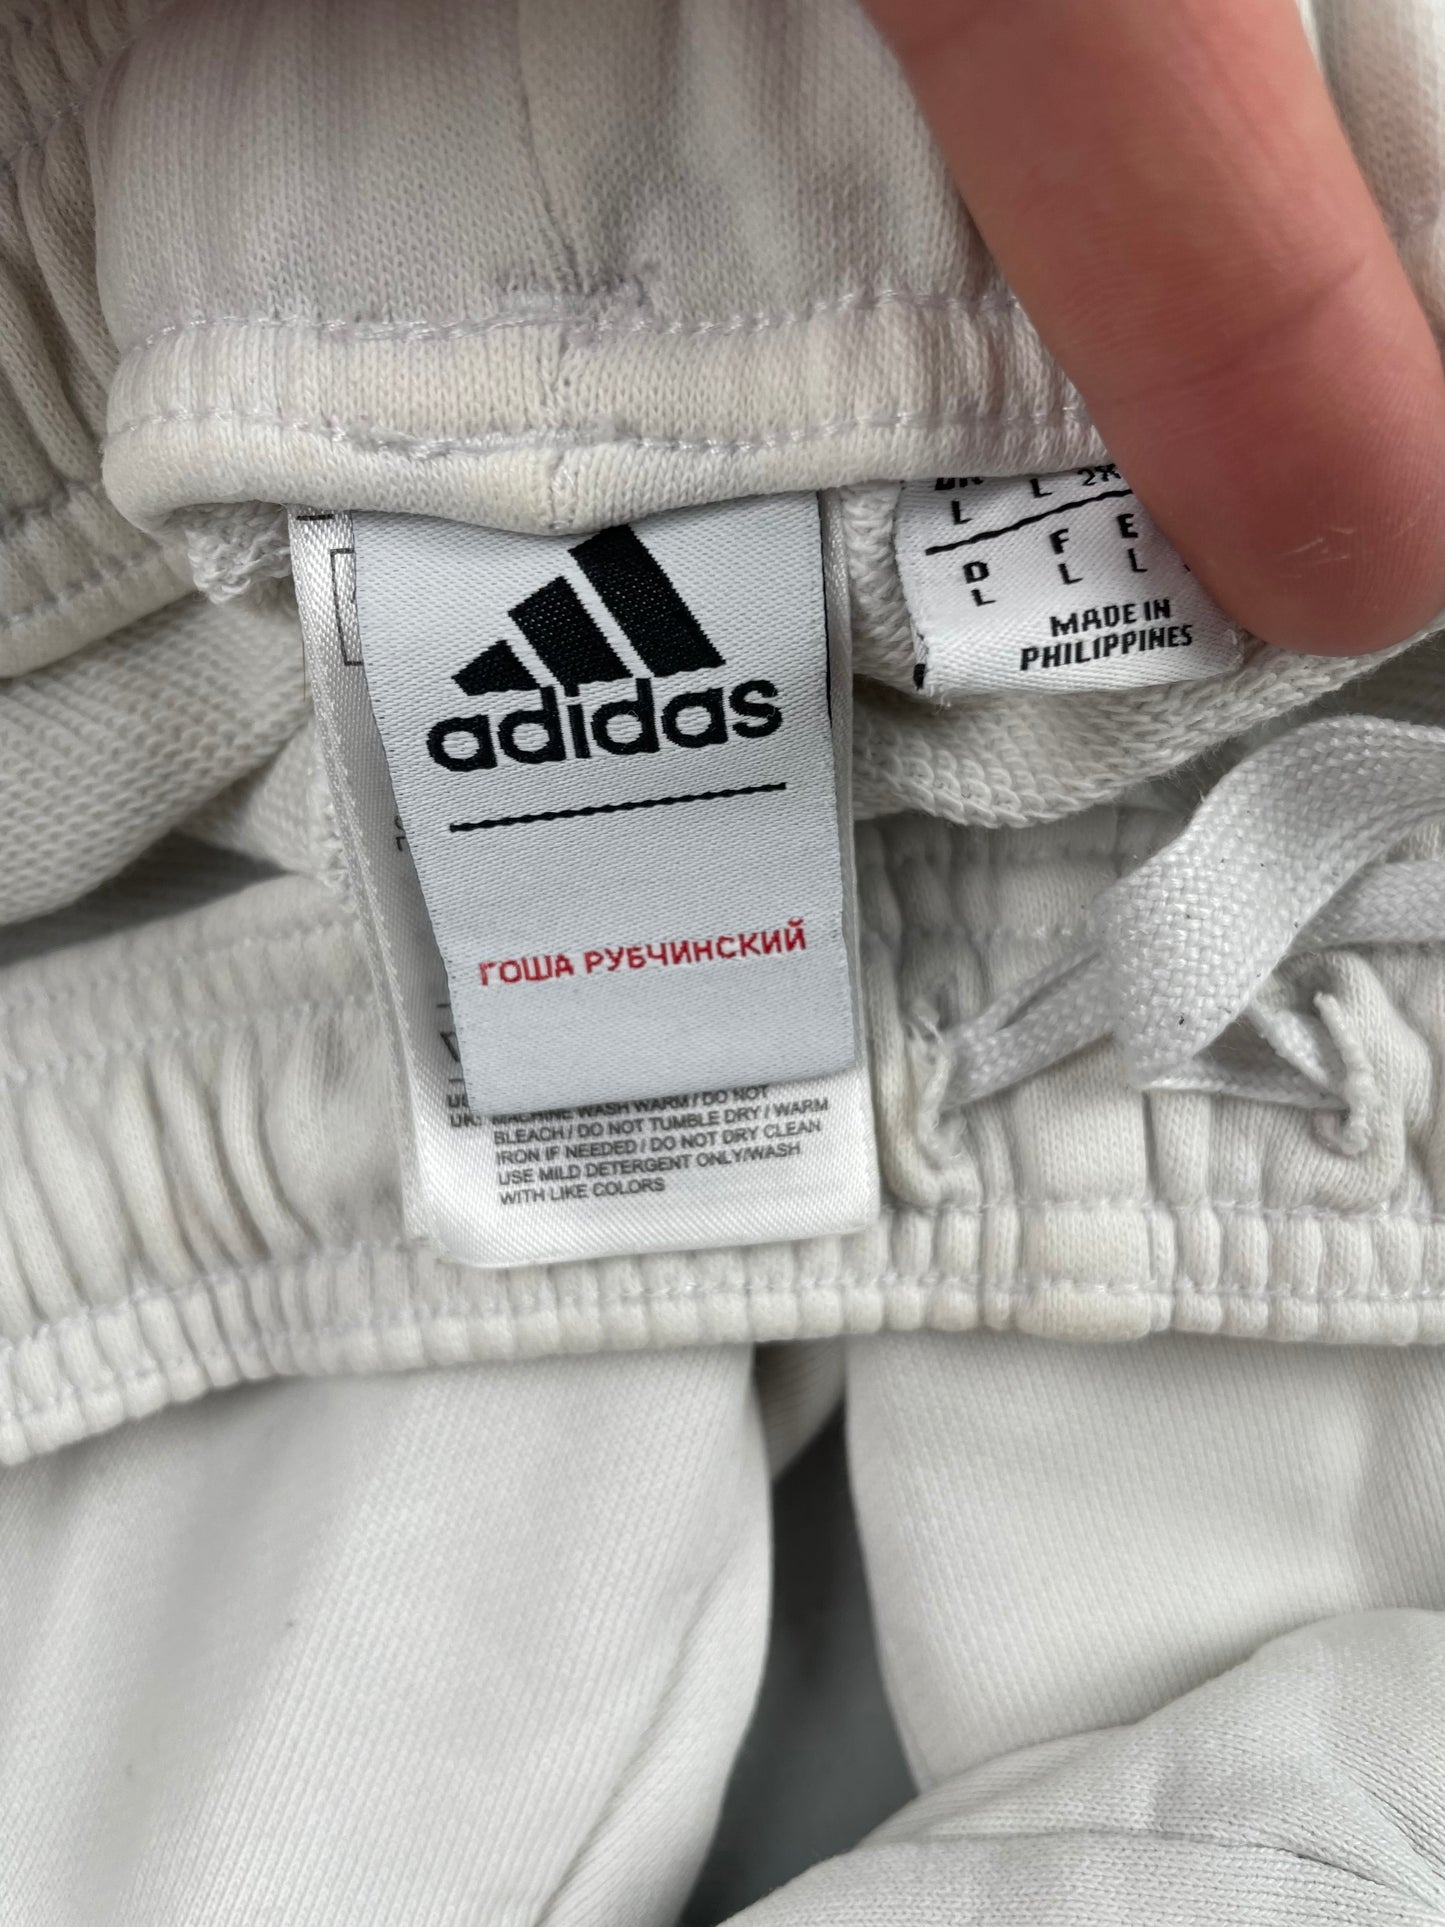 adidas
ГОША РУБЧИНСКИЙ
MACHINE WASH WARM / DO NOT
UK: BLEACH / DO NOT TUMBLE DRY / WARM
IRON IF NEEDED / DO NOT DRY CLEAN
USE MILD DETERGENT ONLY/WASH
WITH LIKE COLORS
L L
D F E
L L L
MADE IN
PHILIPPINES